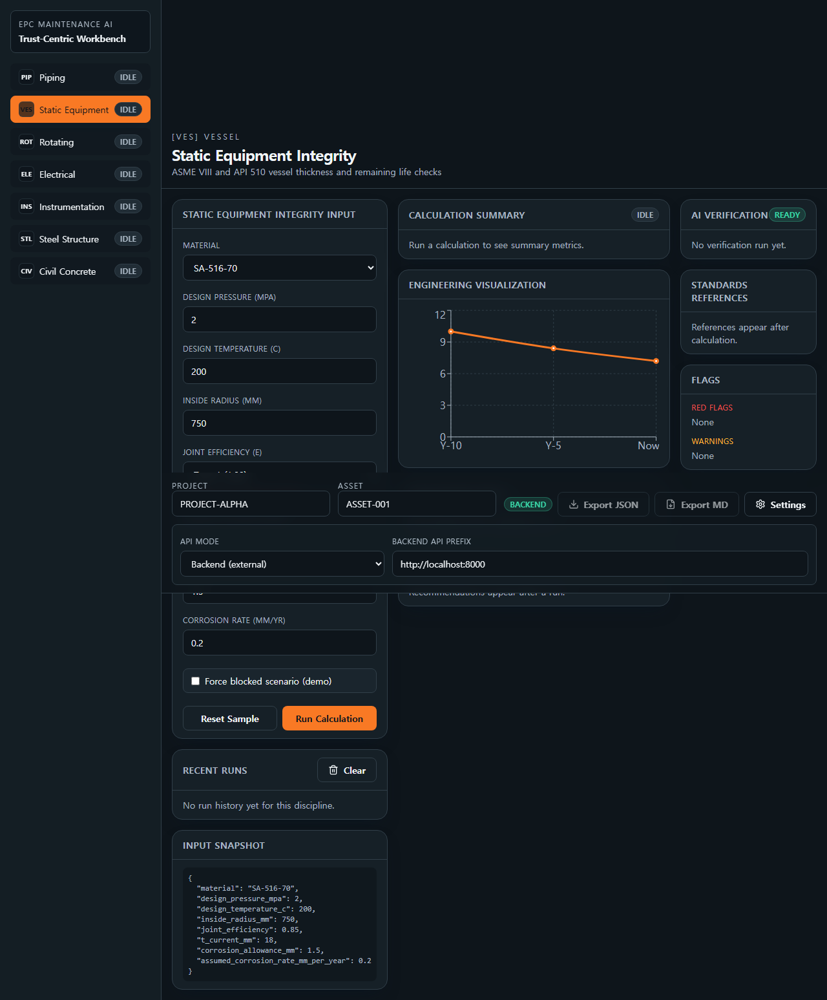 EPC MAINTENANCE AI
Trust-Centric Workbench
PIP Piping IDLE
VES Static Equipment IDLE
ROT Rotating IDLE
ELE Electrical IDLE
INS Instrumentation IDLE
STL Steel Structure IDLE
CIV Civil Concrete IDLE
[VES] VESSEL
Static Equipment Integrity
ASME VIII and API 510 vessel thickness and remaining life checks
STATIC EQUIPMENT INTEGRITY INPUT
MATERIAL
SA-516-70
DESIGN PRESSURE (MPA)
2
DESIGN TEMPERATURE (C)
200
INSIDE RADIUS (MM)
750
JOINT EFFICIENCY (E)
CALCULATION SUMMARY IDLE
Run a calculation to see summary metrics.
ENGINEERING VISUALIZATION
12
9
6
3
0
Y-10 Y-5 Now
AI VERIFICATION READY
No verification run yet.
STANDARDS
REFERENCES
References appear after
calculation.
FLAGS
RED FLAGS
None
WARNINGS
None
PROJECT
PROJECT-ALPHA
ASSET
ASSET-001
BACKEND Export JSON Export MD Settings
API MODE
Backend (external)
BACKEND API PREFIX
http://localhost:8000
Recommendations appear after a run.
CORROSION RATE (MM/YR)
0.2
Force blocked scenario (demo)
Reset Sample Run Calculation
RECENT RUNS Clear
No run history yet for this discipline.
INPUT SNAPSHOT
{
"material": "SA-516-70",
"design_pressure_mpa": 2,
"design_temperature_c": 200,
"inside_radius_mm": 750,
"joint_efficiency": 0.85,
"t_current_mm": 18,
"corrosion_allowance_mm": 1.5,
"assumed_corrosion_rate_mm_per_year": 0.2
}